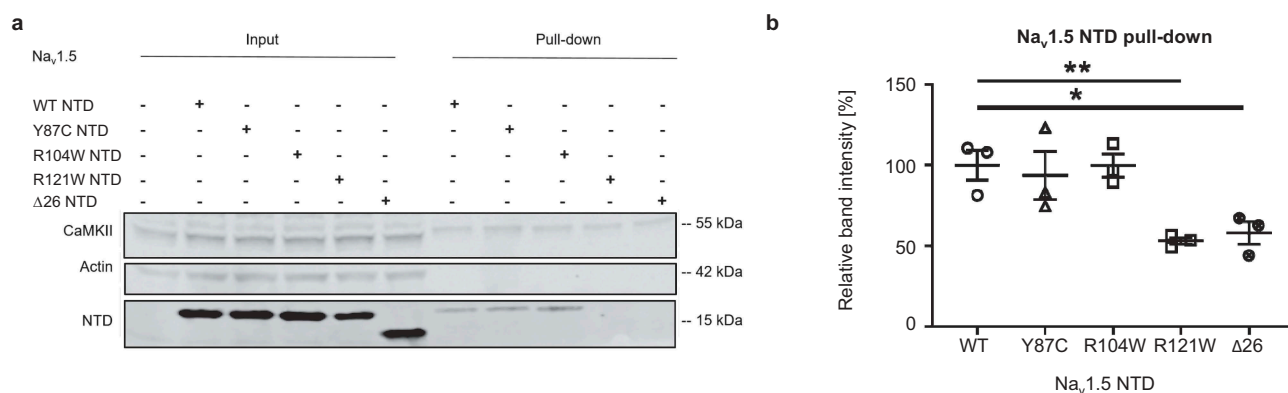 a
Input Pull-down
Naᵥ1.5
WT NTD - + - - - - + - - - -
Y87C NTD - - + - - - - + - - -
R104W NTD - - - + - - - - + - -
R121W NTD - - - - + - - - - + -
Δ26 NTD - - - - - + - - - - +
CaMKII -- 55 kDa
Actin -- 42 kDa
NTD -- 15 kDa
b
Naᵥ1.5 NTD pull-down
Relative band intensity [%]
150
100
50
0
**
*
WT Y87C R104W R121W Δ26
Naᵥ1.5 NTD